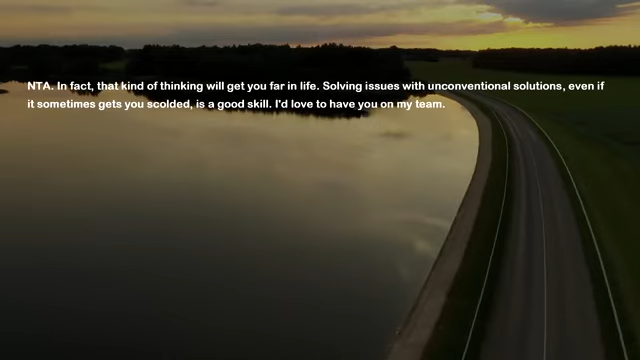 NTA. In fact, that kind of thinking will get you far in life. Solving issues with unconventional solutions, even if
it sometimes gets you scolded, is a good skill. I'd love to have you on my team.